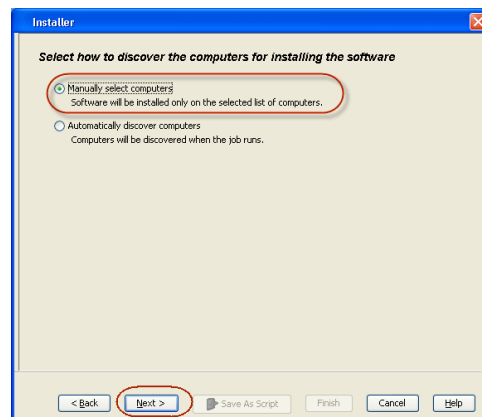 Installer
Select how to discover the computers for installing the software
Manually select computers
Software will be installed only on the selected list of computers.
Automatically discover computers
Computers will be discovered when the job runs.
< Back Next > Save As Script Finish Cancel Help